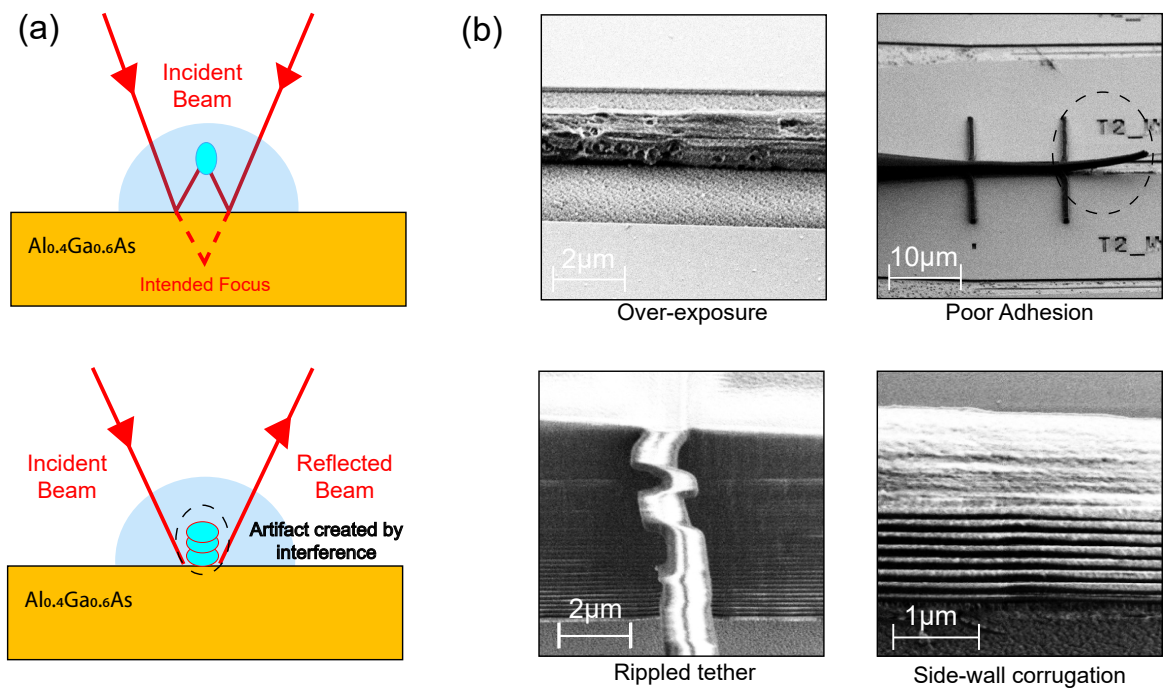 (a)
Incident
Beam
Al₀.₄Ga₀.₆As
Intended Focus
Incident
Beam
Reflected
Beam
Artifact created by
interference
Al₀.₄Ga₀.₆As
(b)
2μm
Over-exposure
T2_
T2_
10μm
Poor Adhesion
2μm
Rippled tether
1μm
Side-wall corrugation